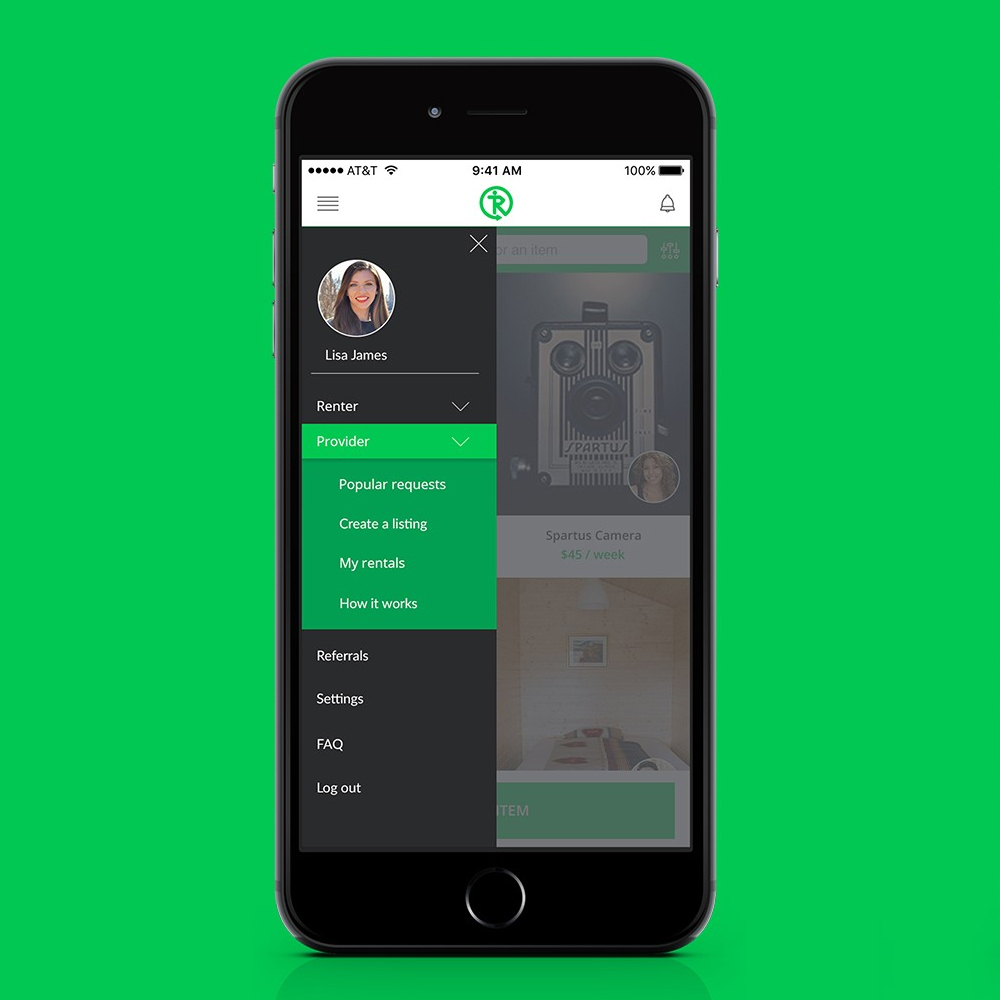 AT&T 9:41 AM 100%
R
or an item
Lisa James
Renter
Provider
Popular requests
Create a listing
My rentals
How it works
Referrals
Settings
FAQ
Log out
SPARTUS
Spartus Camera
$45 / week
ITEM